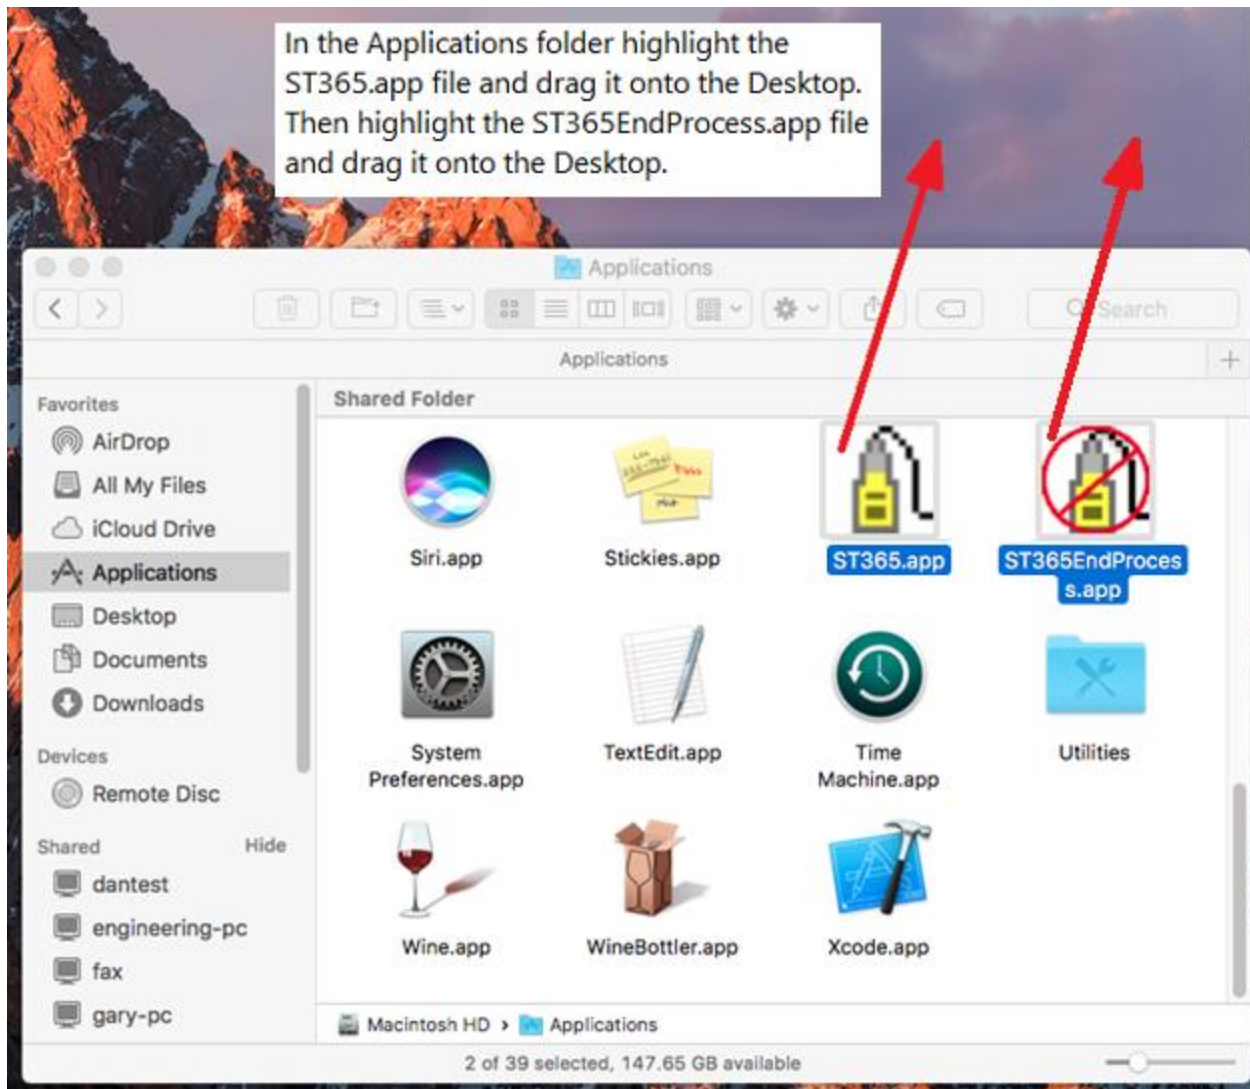 In the Applications folder highlight the
ST365.app file and drag it onto the Desktop.
Then highlight the ST365EndProcess.app file
and drag it onto the Desktop.
Applications
Search
Applications
Favorites
AirDrop
All My Files
iCloud Drive
Applications
Desktop
Documents
Downloads
Devices
Remote Disc
Shared Hide
dantest
engineering-pc
fax
gary-pc
Shared Folder
Siri.app
Stickies.app
ST365.app
ST365EndProces
s.app
System
Preferences.app
TextEdit.app
Time
Machine.app
Utilities
Wine.app
WineBottler.app
Xcode.app
Macintosh HD › Applications
2 of 39 selected, 147.65 GB available